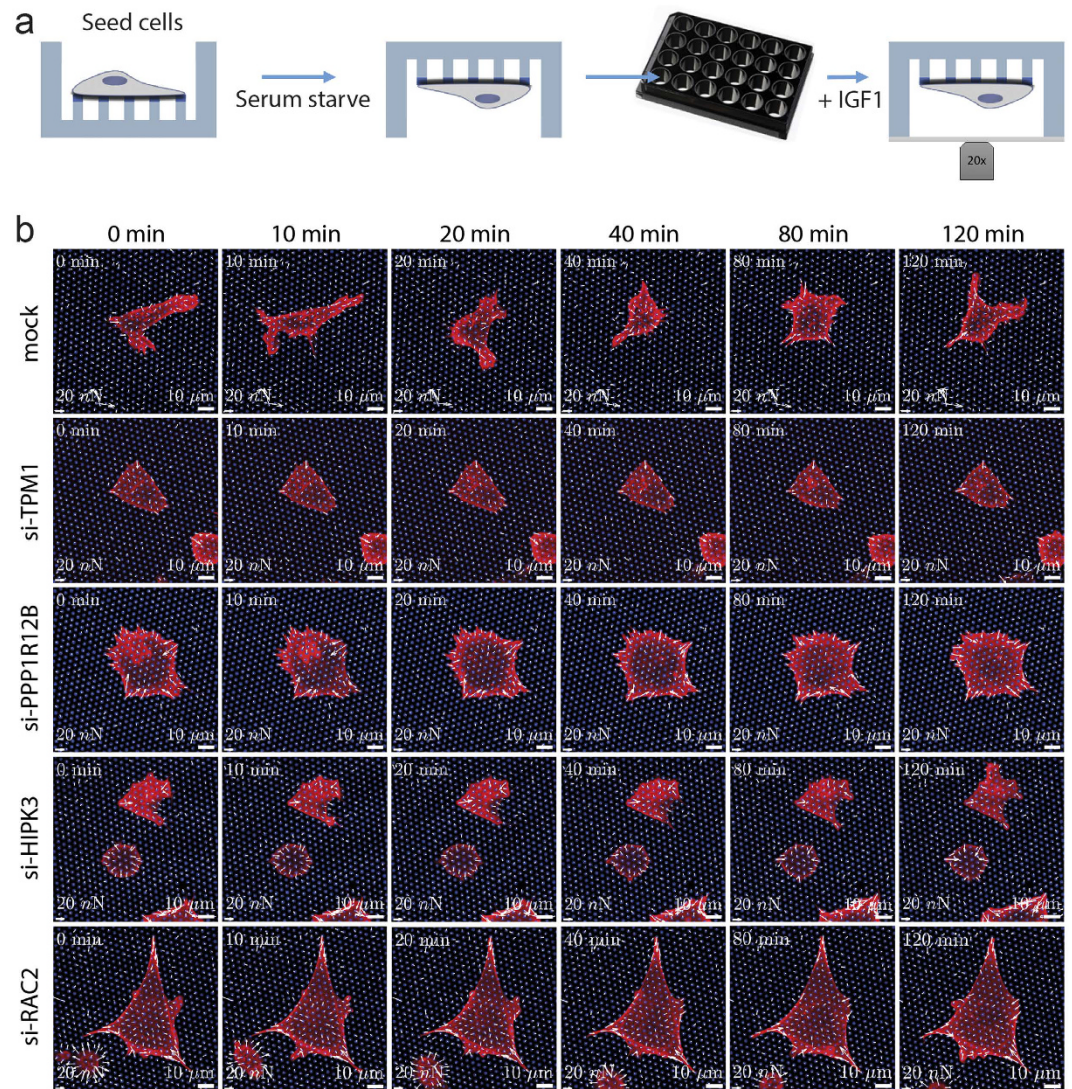 a
Seed cells
Serum starve
+ IGF1
20x
b
0 min 10 min 20 min 40 min 80 min 120 min
mock
0 min 10 min 20 min 40 min 80 min 120 min
20 nN 10 μm 20 nN 10 μm 20 nN 10 μm 20 nN 10 μm 20 nN 10 μm 20 nN 10 μm
si-TPM1
0 min 10 min 20 min 40 min 80 min 120 min
20 nN 10 μm 20 nN 10 μm 20 nN 10 μm 20 nN 10 μm 20 nN 10 μm 20 nN 10 μm
si-PPP1R12B
0 min 10 min 20 min 40 min 80 min 120 min
20 nN 10 μm 20 nN 10 μm 20 nN 10 μm 20 nN 10 μm 20 nN 10 μm 20 nN 10 μm
si-HIPK3
0 min 10 min 20 min 40 min 80 min 120 min
20 nN 10 μm 20 nN 10 μm 20 nN 10 μm 20 nN 10 μm 20 nN 10 μm 20 nN 10 μm
si-RAC2
0 min 10 min 20 min 40 min 80 min 120 min
20 nN 10 μm 20 nN 10 μm 20 nN 10 μm 20 nN 10 μm 20 nN 10 μm 20 nN 10 μm